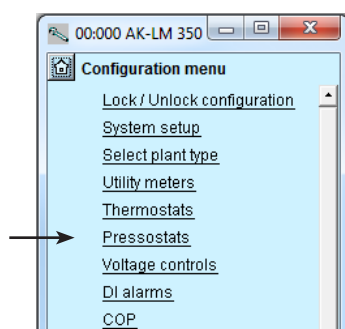 00:000 AK-LM 350
Configuration menu
Lock / Unlock configuration
System setup
Select plant type
Utility meters
Thermostats
Pressostats
Voltage controls
DI alarms
COP